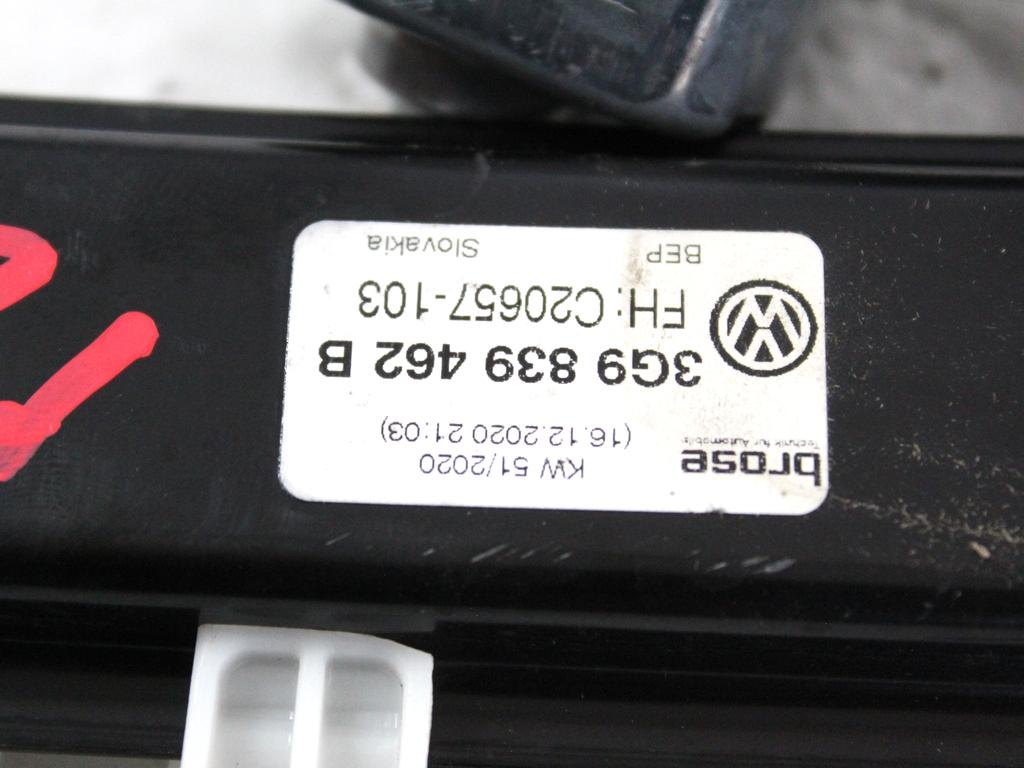 brose
Technik für Automobile
KW 51/2020
(16.12.2020 21:03)
3G9 839 462 B
FH: C20657-103
BEP
Slovakia